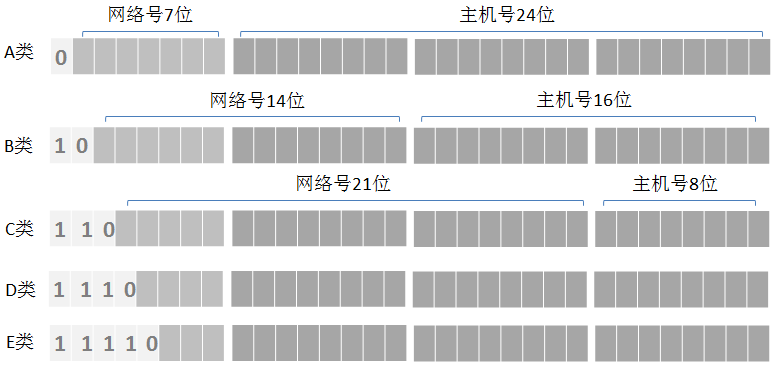 网络号7位 主机号24位
A类 0
网络号14位 主机号16位
B类 1 0
网络号21位 主机号8位
C类 1 1 0
D类 1 1 1 0
E类 1 1 1 1 0